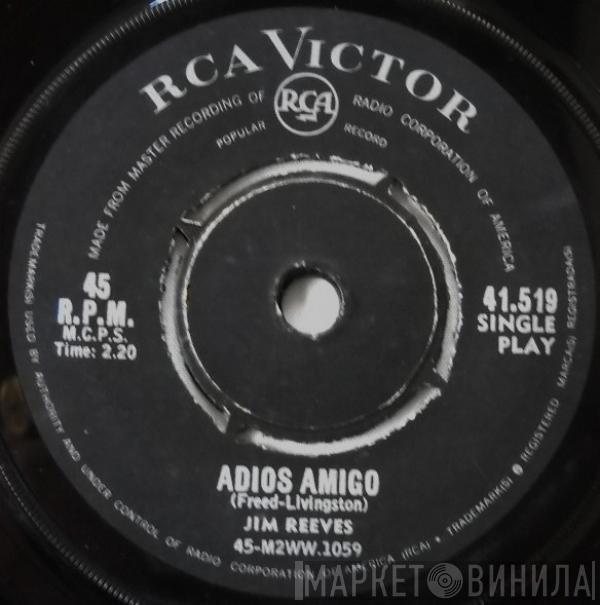 RCA VICTOR
RCA
MADE FROM MASTER RECORDING OF RADIO CORPORATION OF AMERICA
POPULAR RECORD
45
R.P.M.
M.C.P.S.
Time: 2.20
41.519
SINGLE
PLAY
ADIOS AMIGO
(Freed-Livingston)
JIM REEVES
45-M2WW.1059
TRADEMARK(S) USED BY AUTHORITY AND UNDER CONTROL OF RADIO CORPORATION OF AMERICA (RCA) • TRADEMARK(S) ® REGISTERED MARCA(S) REGISTRADA(S)
МАРКЕТ ВИНИЛА